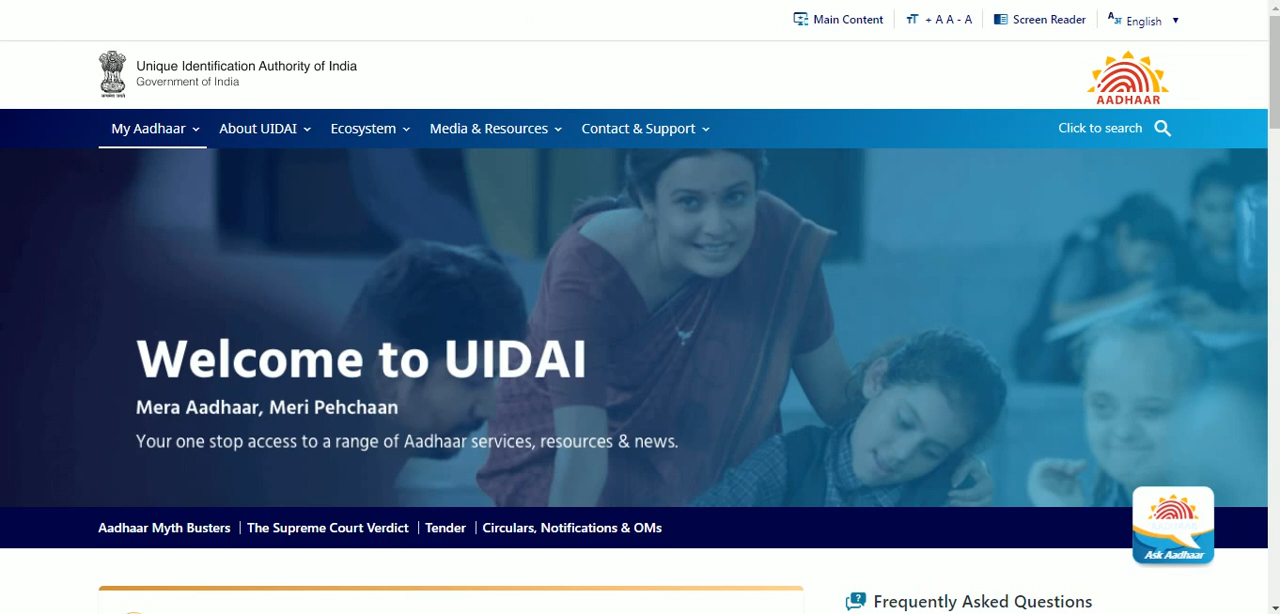 Main Content
+ A A - A
Screen Reader
English
Unique Identification Authority of India
Government of India
AADHAAR
My Aadhaar
About UIDAI
Ecosystem
Media & Resources
Contact & Support
Click to search
Welcome to UIDAI
Mera Aadhaar, Meri Pehchaan
Your one stop access to a range of Aadhaar services, resources & news.
Aadhaar Myth Busters
The Supreme Court Verdict
Tender
Circulars, Notifications & OMs
AADHAAR
Ask Aadhaar
Frequently Asked Questions